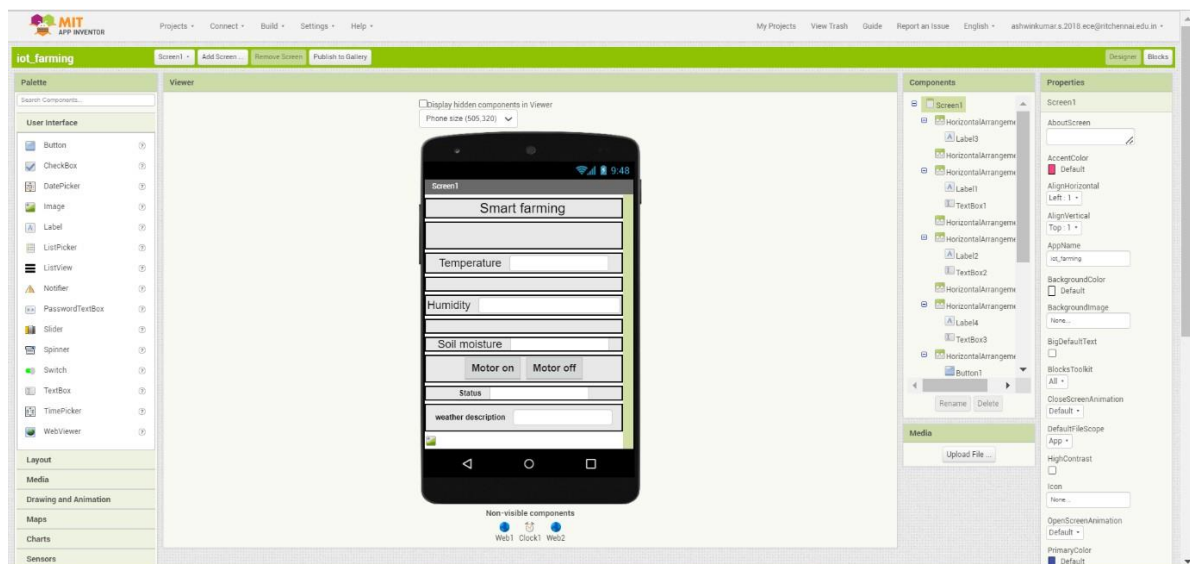 MIT
APP INVENTOR
Projects Connect Build Settings Help
My Projects View Trash Guide Report an Issue English ashwinkumar.s.2018.ece@ritchennai.edu.in
iot_farming
Screen1 Add Screen ... Remove Screen Publish to Gallery
Designer Blocks
Palette
Search Components...
User Interface
Button
CheckBox
DatePicker
Image
Label
ListPicker
ListView
Notifier
PasswordTextBox
Slider
Spinner
Switch
TextBox
TimePicker
WebViewer
Layout
Media
Drawing and Animation
Maps
Charts
Sensors
Viewer
Display hidden components in Viewer
Phone size (505,320)
9:48
Screen1
Smart farming
Temperature
Humidity
Soil moisture
Motor on Motor off
Status
weather description
Non-visible components
Web1 Clock1 Web2
Components
Screen1
HorizontalArrangeme
Label3
HorizontalArrangeme
HorizontalArrangeme
Label1
TextBox1
HorizontalArrangeme
HorizontalArrangeme
Label2
TextBox2
HorizontalArrangeme
HorizontalArrangeme
Label4
TextBox3
HorizontalArrangeme
Button1
Rename Delete
Media
Upload File ...
Properties
Screen1
AboutScreen
AccentColor
Default
AlignHorizontal
Left : 1
AlignVertical
Top : 1
AppName
iot_farming
BackgroundColor
Default
BackgroundImage
None...
BigDefaultText
BlocksToolkit
All
CloseScreenAnimation
Default
DefaultFileScope
App
HighContrast
Icon
None...
OpenScreenAnimation
Default
PrimaryColor
Default